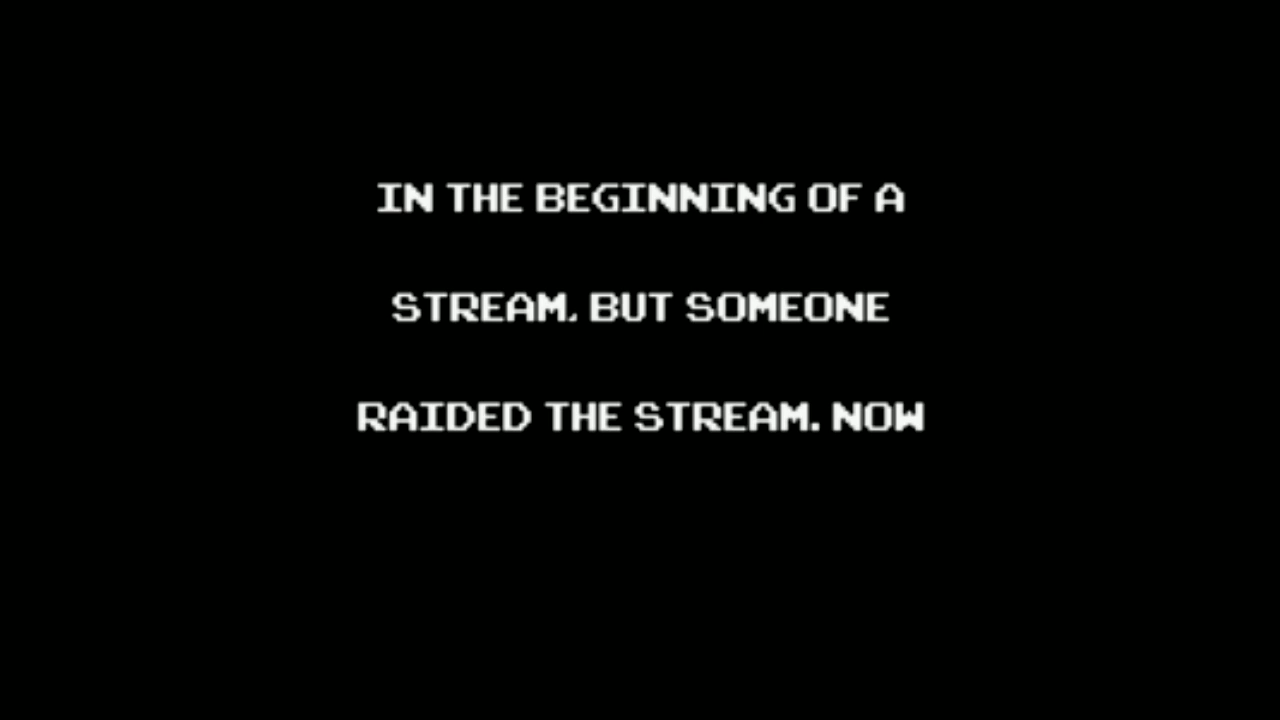 IN THE BEGINNING OF A
STREAM, BUT SOMEONE
RAIDED THE STREAM. NOW